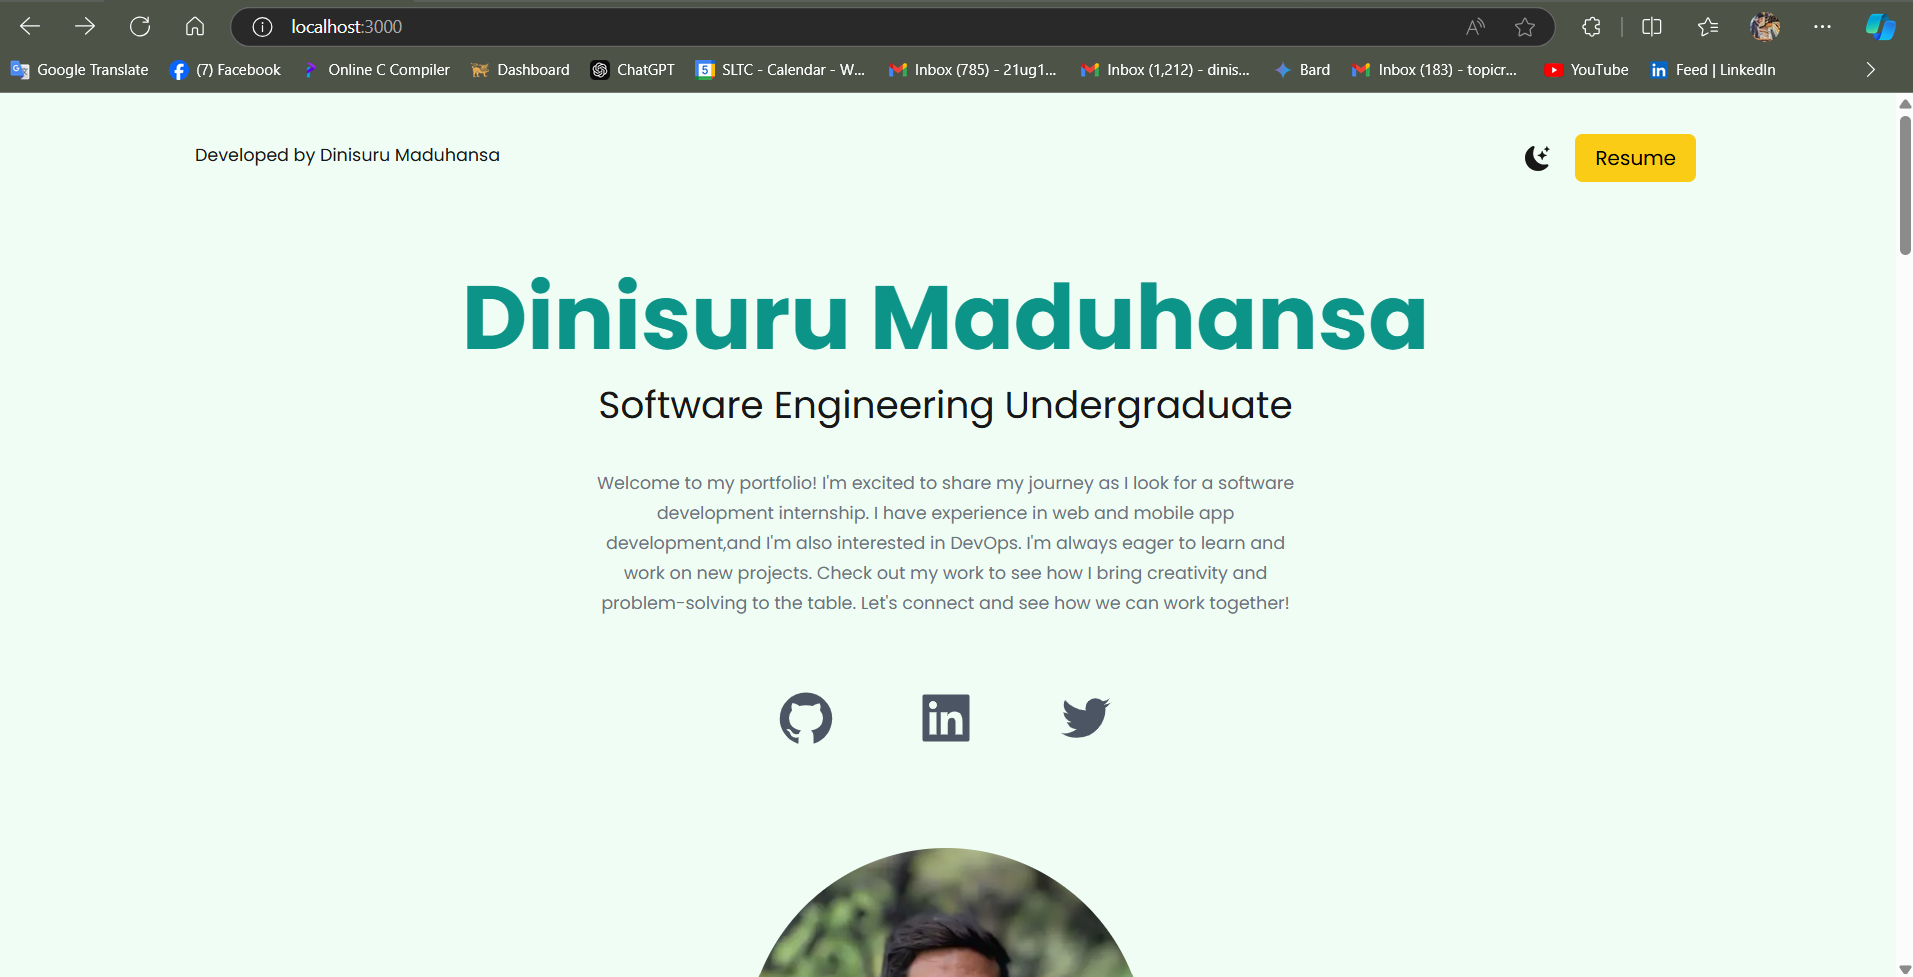 localhost:3000
Google Translate (7) Facebook Online C Compiler Dashboard ChatGPT 5 SLTC - Calendar - W... Inbox (785) - 21ug1... Inbox (1,212) - dinis... Bard Inbox (183) - topicr... YouTube in Feed | LinkedIn
Developed by Dinisuru Maduhansa
Resume
Dinisuru Maduhansa
Software Engineering Undergraduate
Welcome to my portfolio! I'm excited to share my journey as I look for a software
development internship. I have experience in web and mobile app
development,and I'm also interested in DevOps. I'm always eager to learn and
work on new projects. Check out my work to see how I bring creativity and
problem-solving to the table. Let's connect and see how we can work together!
in